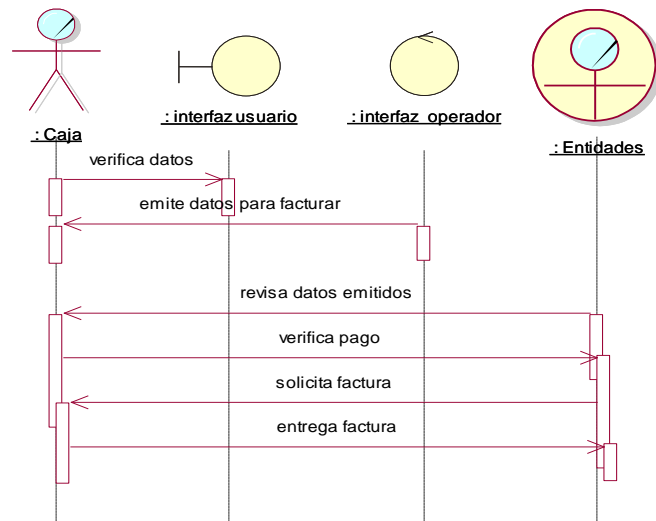 : Caja
: interfaz usuario
: interfaz operador
: Entidades
verifica datos
emite datos para facturar
revisa datos emitidos
verifica pago
solicita factura
entrega factura